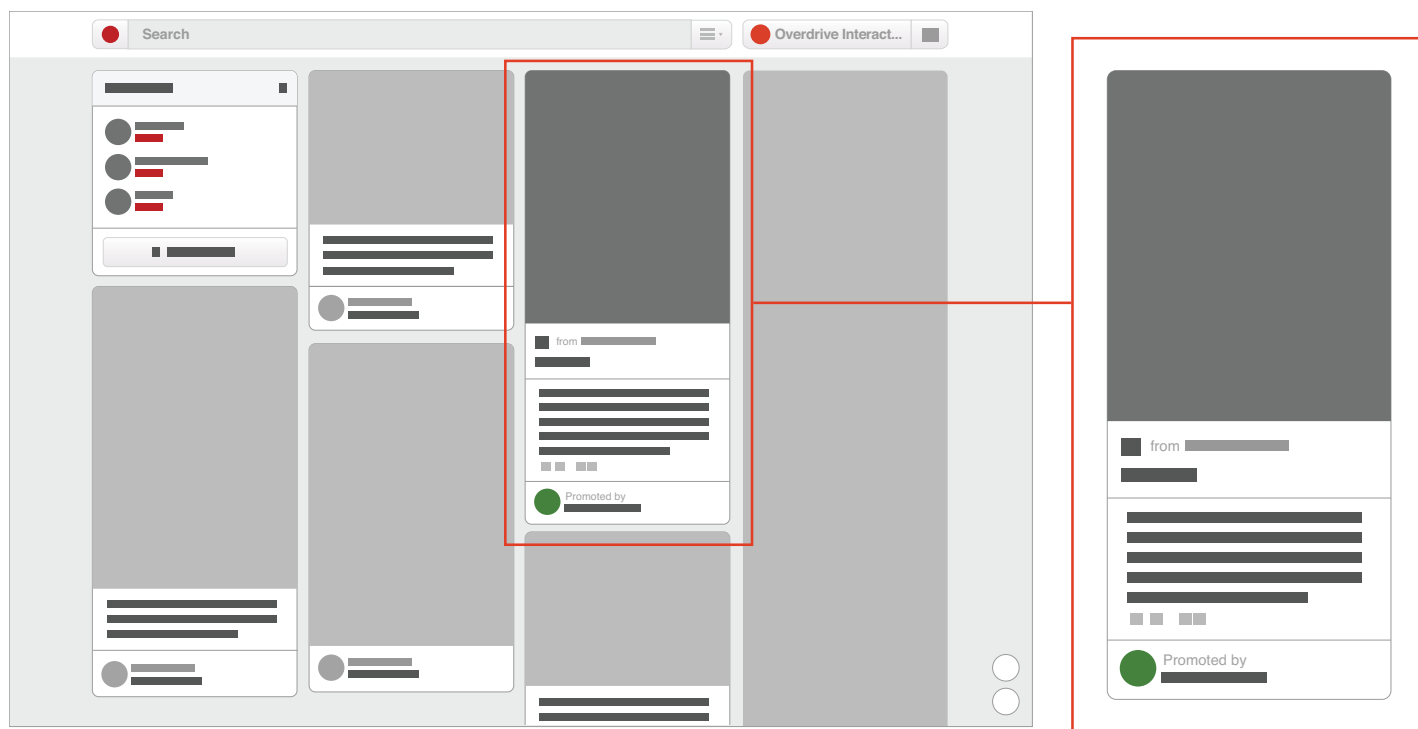 Search
Overdrive Interact...
from
Promoted by
from
Promoted by